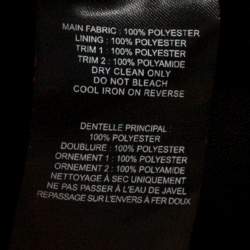 MAIN FABRIC : 100% POLYESTER
LINING : 100% POLYESTER
TRIM 1 : 100% POLYESTER
TRIM 2 : 100% POLYAMIDE
DRY CLEAN ONLY
DO NOT BLEACH
COOL IRON ON REVERSE
DENTELLE PRINCIPAL :
100% POLYESTER
DOUBLURE : 100% POLYESTER
ORNEMENT 1 : 100% POLYESTER
ORNEMENT 2 : 100% POLYAMIDE
NETTOYAGE À SEC UNIQUEMENT
NE PAS PASSER À L'EAU DE JAVEL
REPASSAGE SUR L'ENVERS À FER DOUX